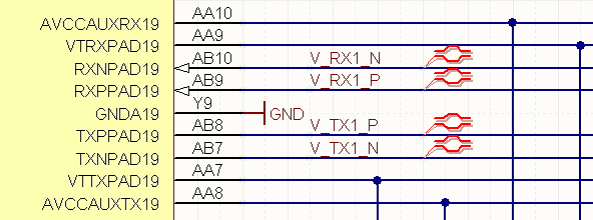 AVCCAUXRX19 AA10
VTRXPAD19 AA9
RXNPAD19 AB10 V_RX1_N
RXPPAD19 AB9 V_RX1_P
GNDA19 Y9 GND
TXPPAD19 AB8 V_TX1_P
TXNPAD19 AB7 V_TX1_N
VTTXPAD19 AA7
AVCCAUXTX19 AA8